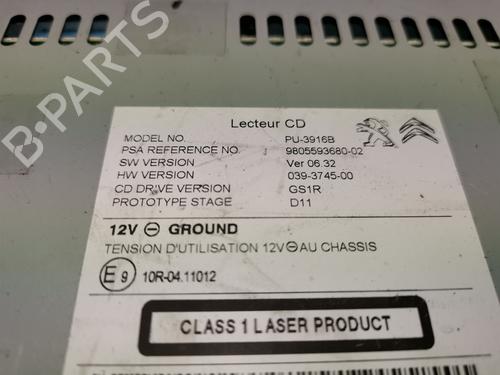 B-PARTS
Lecteur CD
MODEL NO. PU-3916B
PSA REFERENCE NO. 9805593680-02
SW VERSION Ver 06.32
HW VERSION 039-3745-00
CD DRIVE VERSION GS1R
PROTOTYPE STAGE D11
12V ⊖ GROUND
TENSION D'UTILISATION 12V⊖AU CHASSIS
E9 10R-04.11012
CLASS 1 LASER PRODUCT